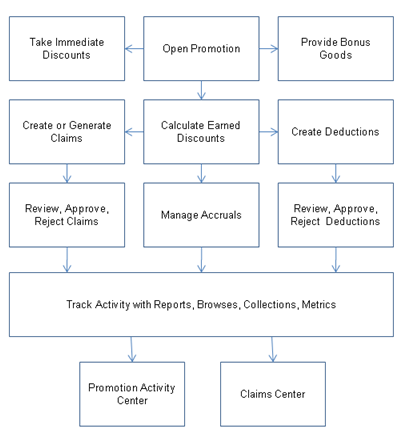 Take Immediate
Discounts
Open Promotion
Provide Bonus
Goods
Create or Generate
Claims
Calculate Earned
Discounts
Create Deductions
Review, Approve,
Reject Claims
Manage Accruals
Review, Approve,
Reject Deductions
Track Activity with Reports, Browses, Collections, Metrics
Promotion Activity
Center
Claims Center